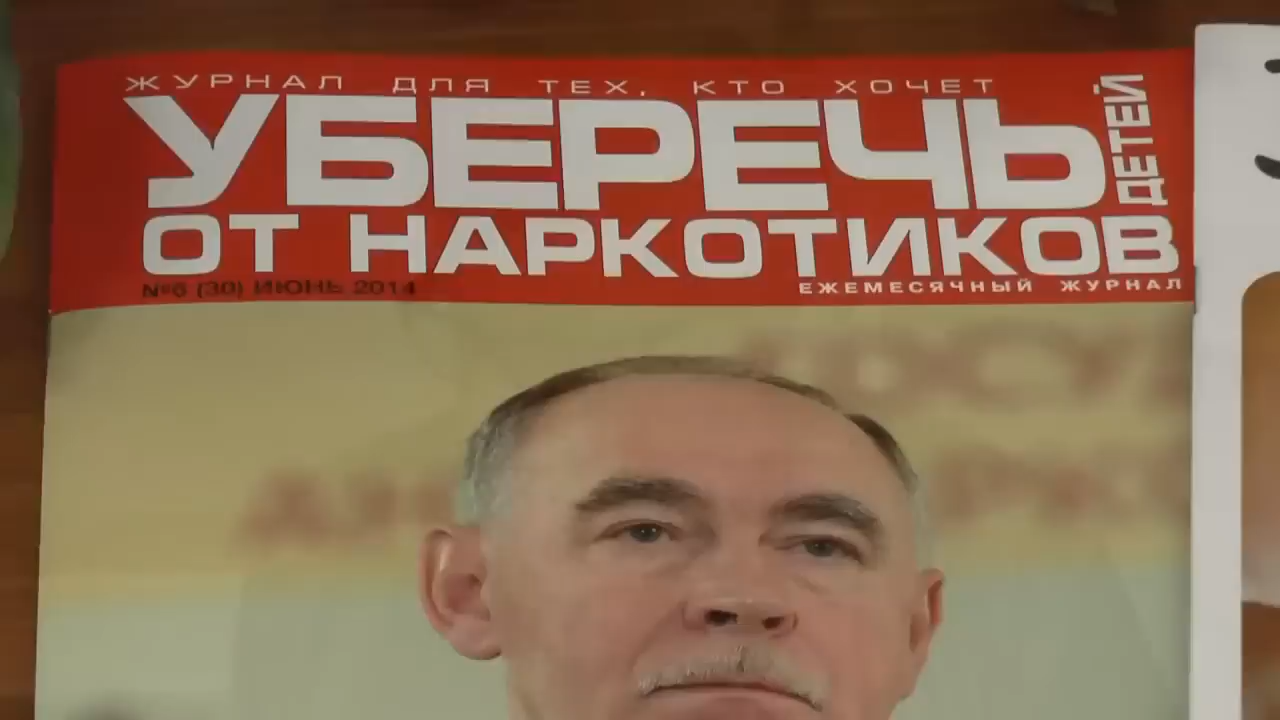 ЖУРНАЛ ДЛЯ ТЕХ, КТО ХОЧЕТ
УБЕРЕЧЬ
ДЕТЕЙ
ОТ НАРКОТИКОВ
№6 (30) ИЮНЬ 2014
ЕЖЕМЕСЯЧНЫЙ ЖУРНАЛ